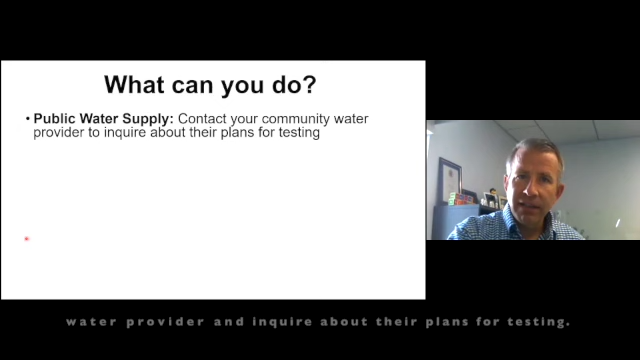 What can you do?
• Public Water Supply: Contact your community water
provider to inquire about their plans for testing
water provider and inquire about their plans for testing.